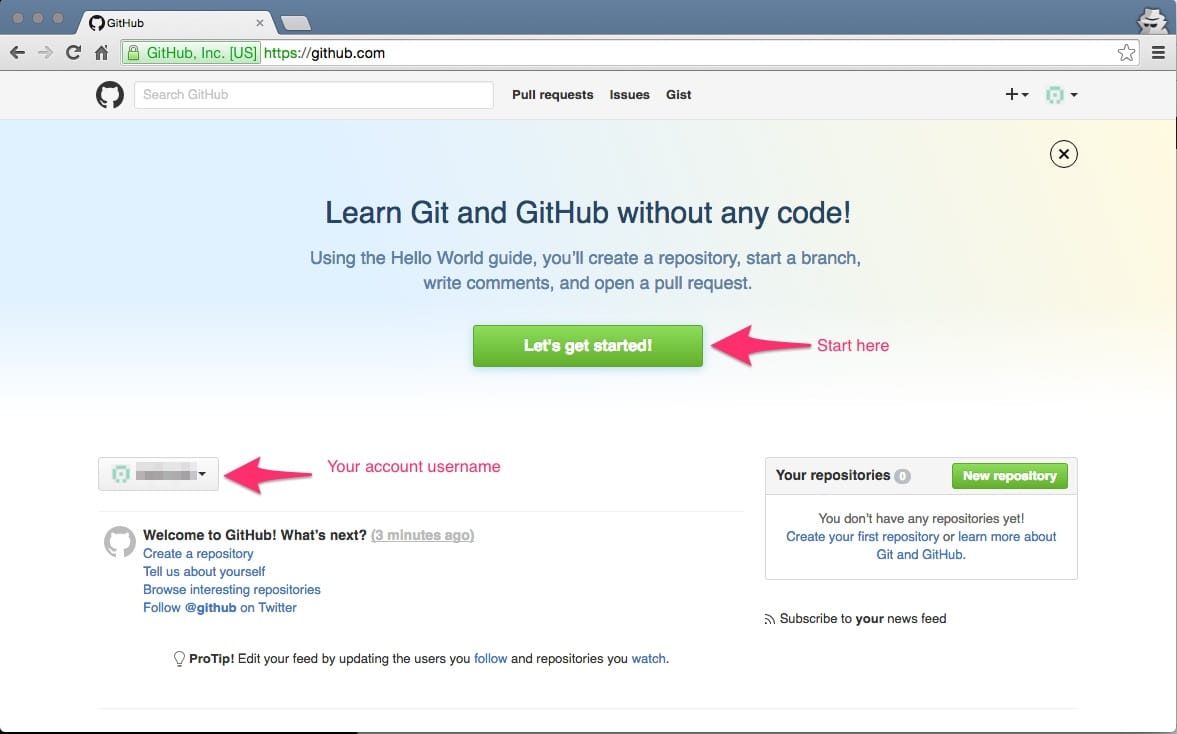 GitHub
GitHub, Inc. [US] https://github.com
Search GitHub
Pull requests Issues Gist
Learn Git and GitHub without any code!
Using the Hello World guide, you’ll create a repository, start a branch,
write comments, and open a pull request.
Let's get started!
Start here
Your account username
Your repositories 0
New repository
You don’t have any repositories yet!
Create your first repository or learn more about
Git and GitHub.
Welcome to GitHub! What’s next? (3 minutes ago)
Create a repository
Tell us about yourself
Browse interesting repositories
Follow @github on Twitter
Subscribe to your news feed
ProTip! Edit your feed by updating the users you follow and repositories you watch.